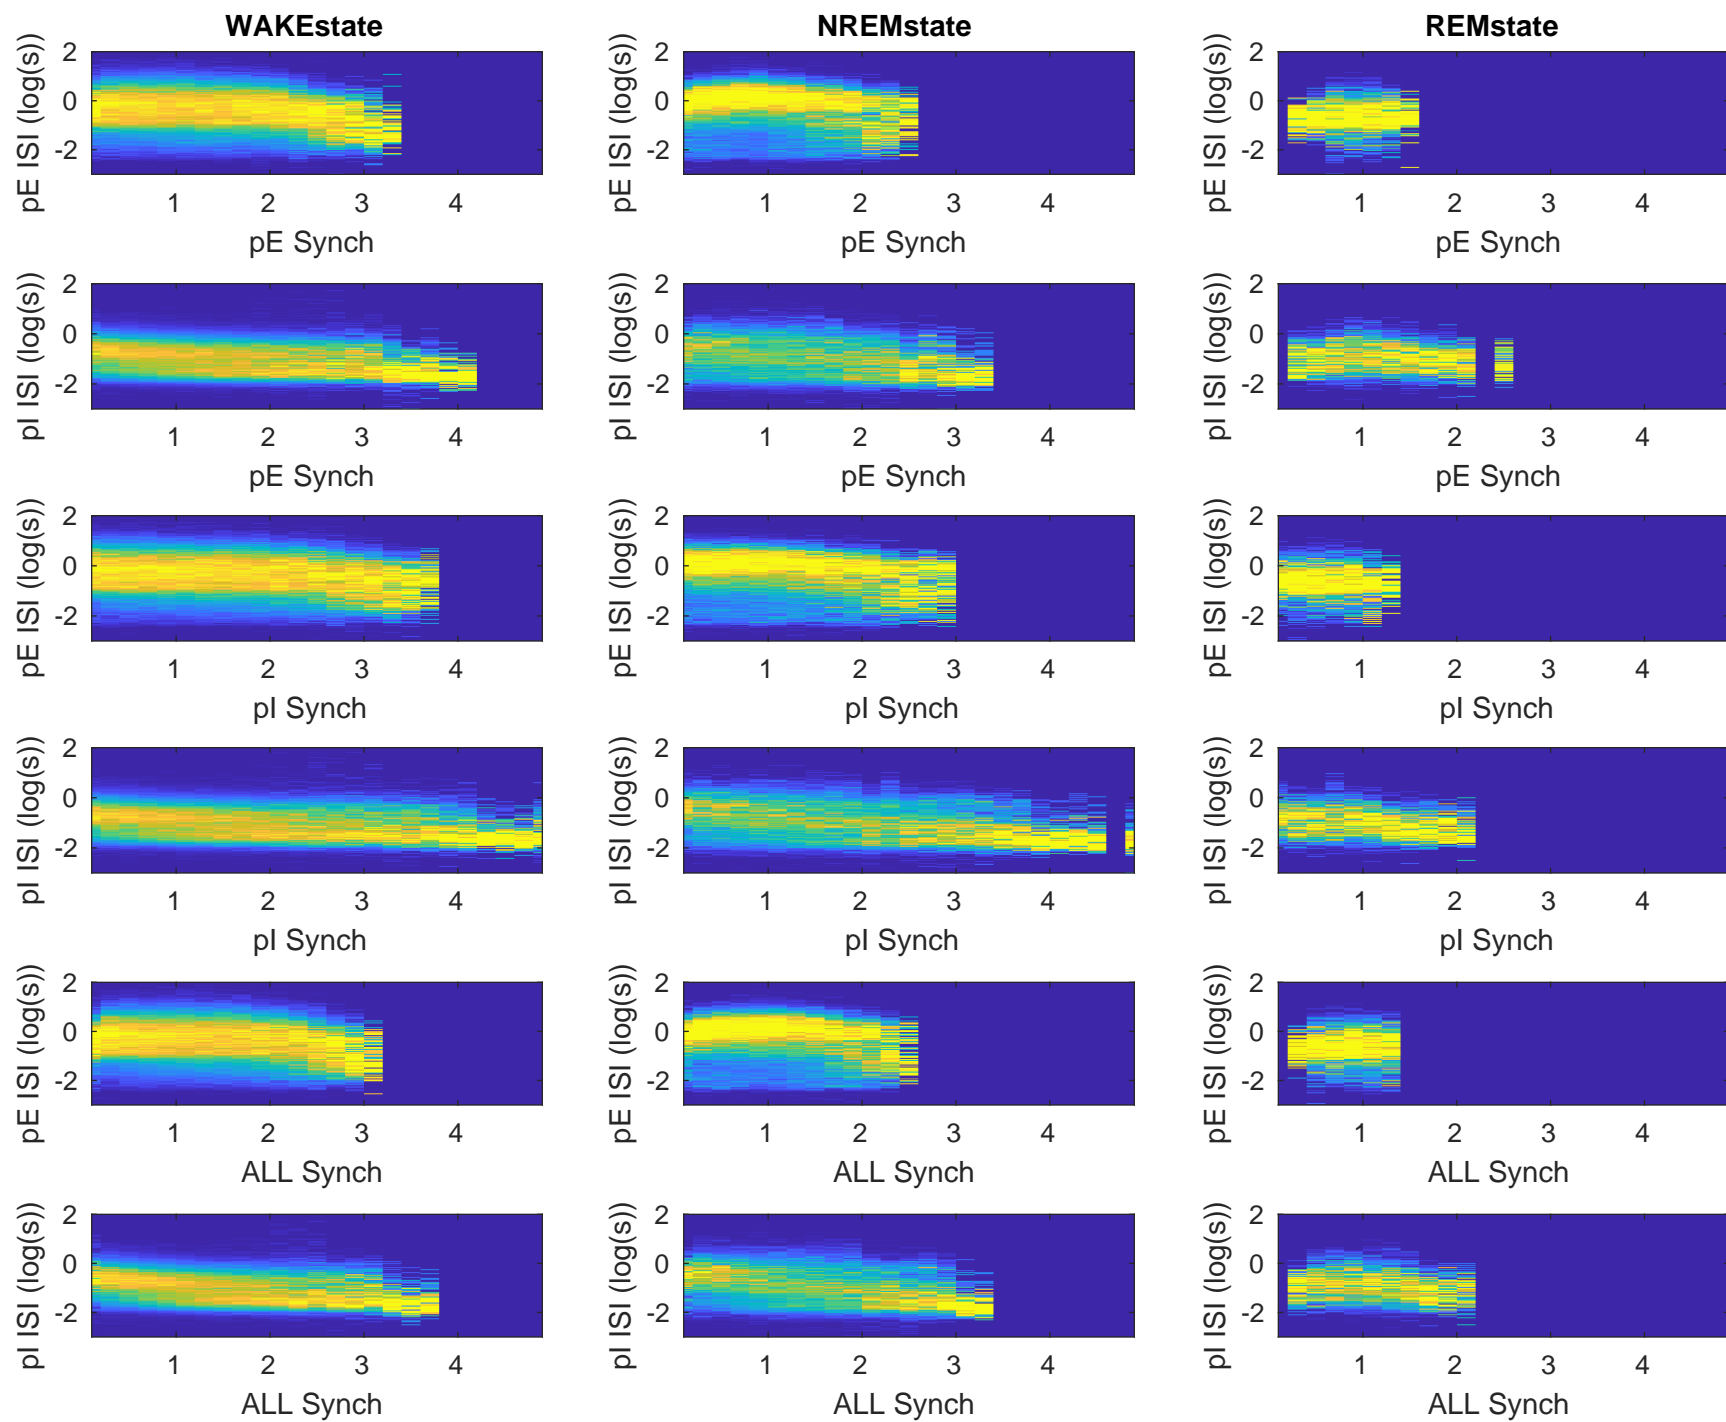 WAKEstate NREMstate REMstate
2 2 2
0 0 0
-2 -2 -2
pE ISI (log(s)) pE ISI (log(s)) pE ISI (log(s))
1 2 3 4 1 2 3 4 1 2 3 4
pE Synch pE Synch pE Synch
2 2 2
0 0 0
-2 -2 -2
pI ISI (log(s)) pI ISI (log(s)) pI ISI (log(s))
1 2 3 4 1 2 3 4 1 2 3 4
pE Synch pE Synch pE Synch
2 2 2
0 0 0
-2 -2 -2
pE ISI (log(s)) pE ISI (log(s)) pE ISI (log(s))
1 2 3 4 1 2 3 4 1 2 3 4
pI Synch pI Synch pI Synch
2 2 2
0 0 0
-2 -2 -2
pI ISI (log(s)) pI ISI (log(s)) pI ISI (log(s))
1 2 3 4 1 2 3 4 1 2 3 4
pI Synch pI Synch pI Synch
2 2 2
0 0 0
-2 -2 -2
pE ISI (log(s)) pE ISI (log(s)) pE ISI (log(s))
1 2 3 4 1 2 3 4 1 2 3 4
ALL Synch ALL Synch ALL Synch
2 2 2
0 0 0
-2 -2 -2
pI ISI (log(s)) pI ISI (log(s)) pI ISI (log(s))
1 2 3 4 1 2 3 4 1 2 3 4
ALL Synch ALL Synch ALL Synch